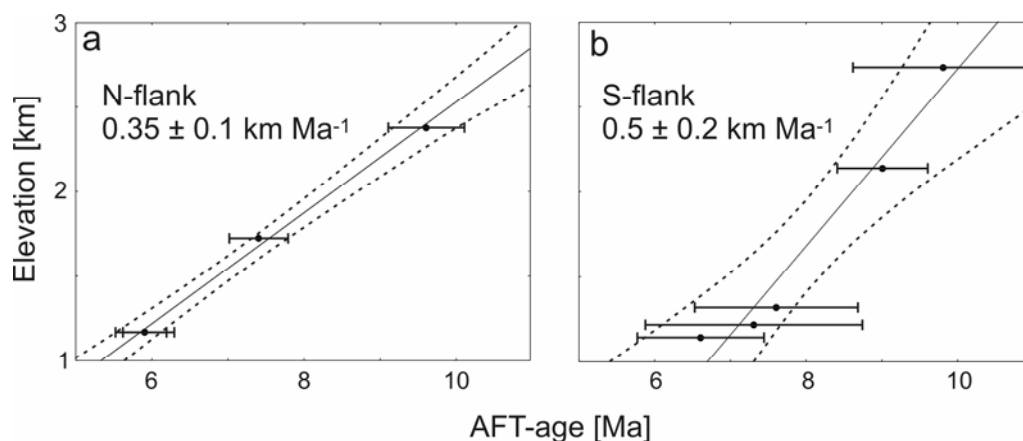 a
N-flank
0.35 ± 0.1 km Ma-1
b
S-flank
0.5 ± 0.2 km Ma-1
Elevation [km]
3
2
1
6 8 10
6 8 10
AFT-age [Ma]